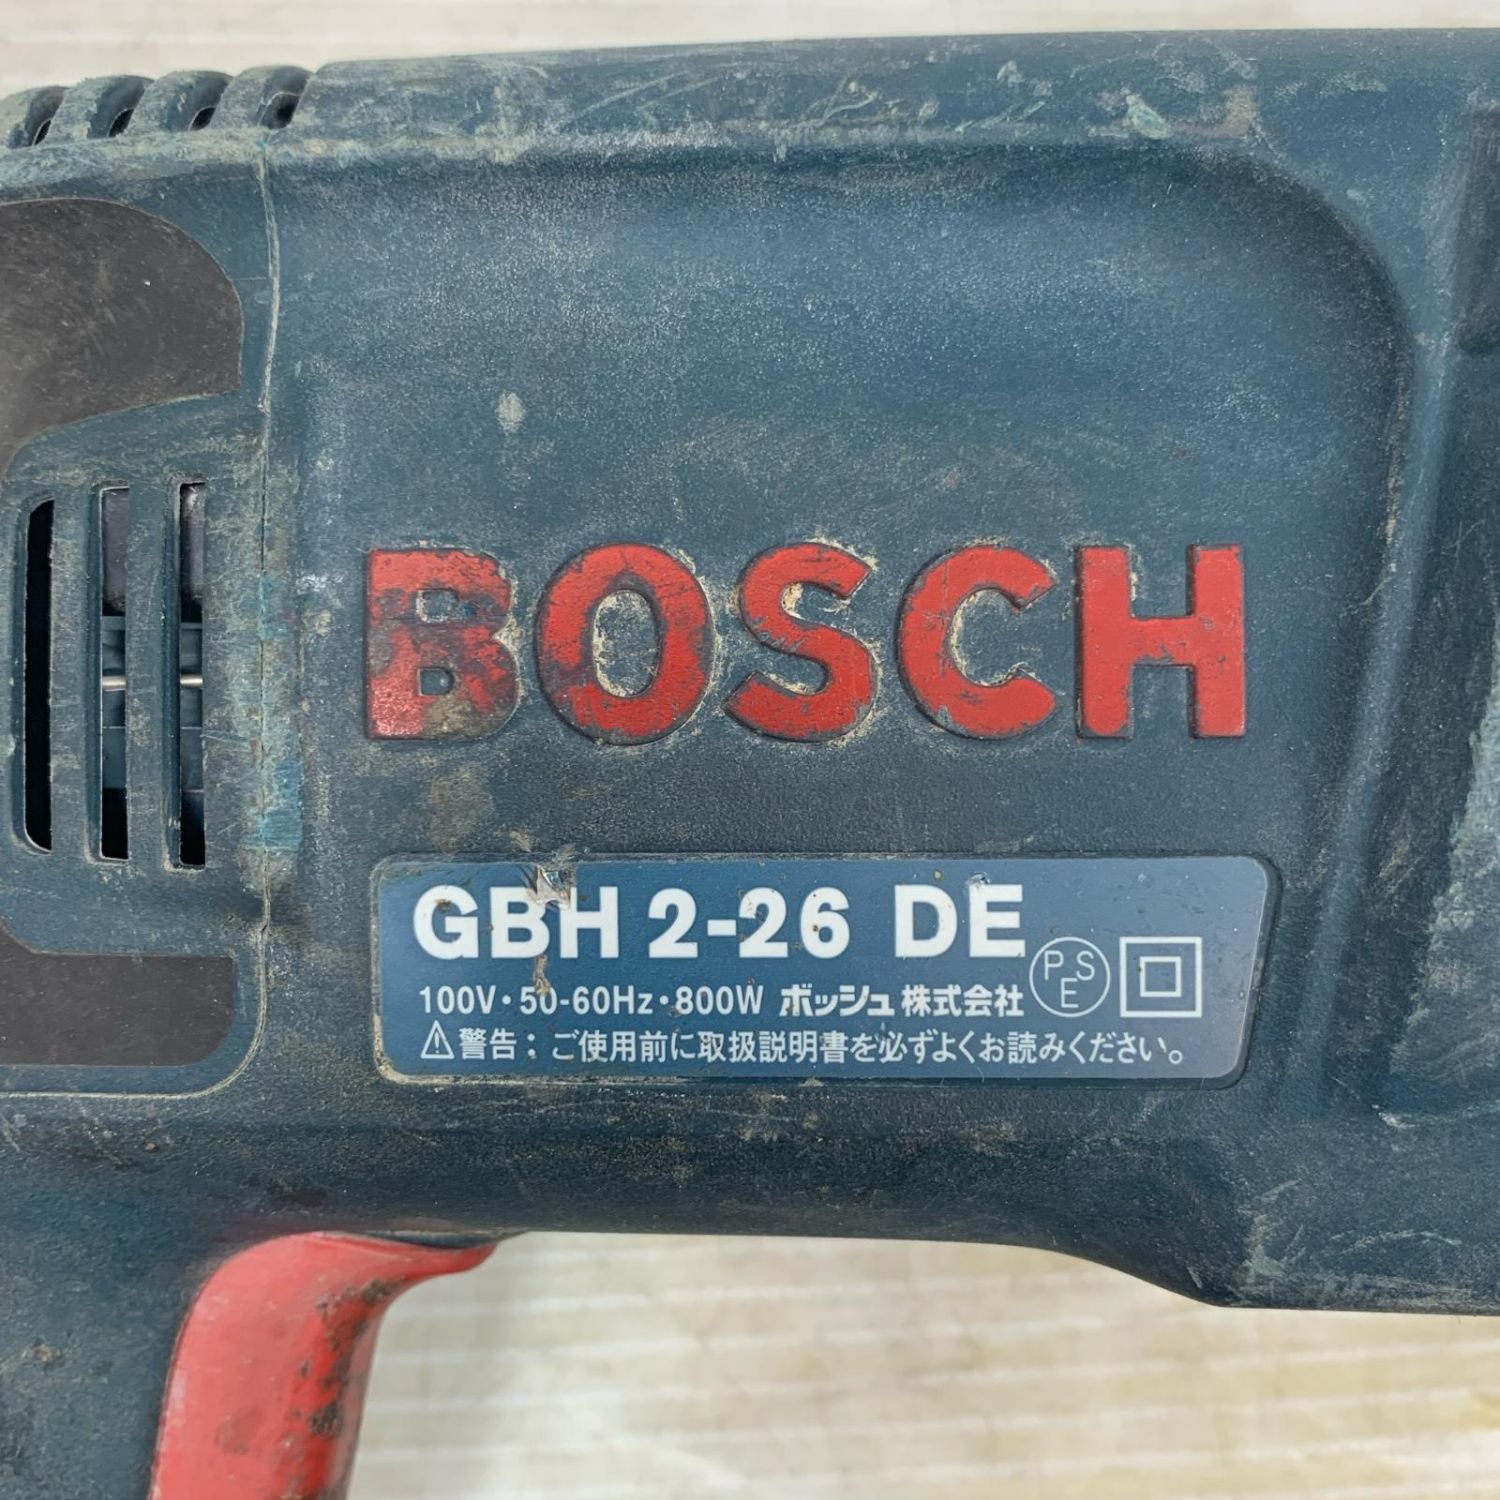 BOSCH
GBH 2-26 DE
100V・50-60Hz・800W ボッシュ株式会社
PSE
⚠警告：ご使用前に取扱説明書を必ずよくお読みください。